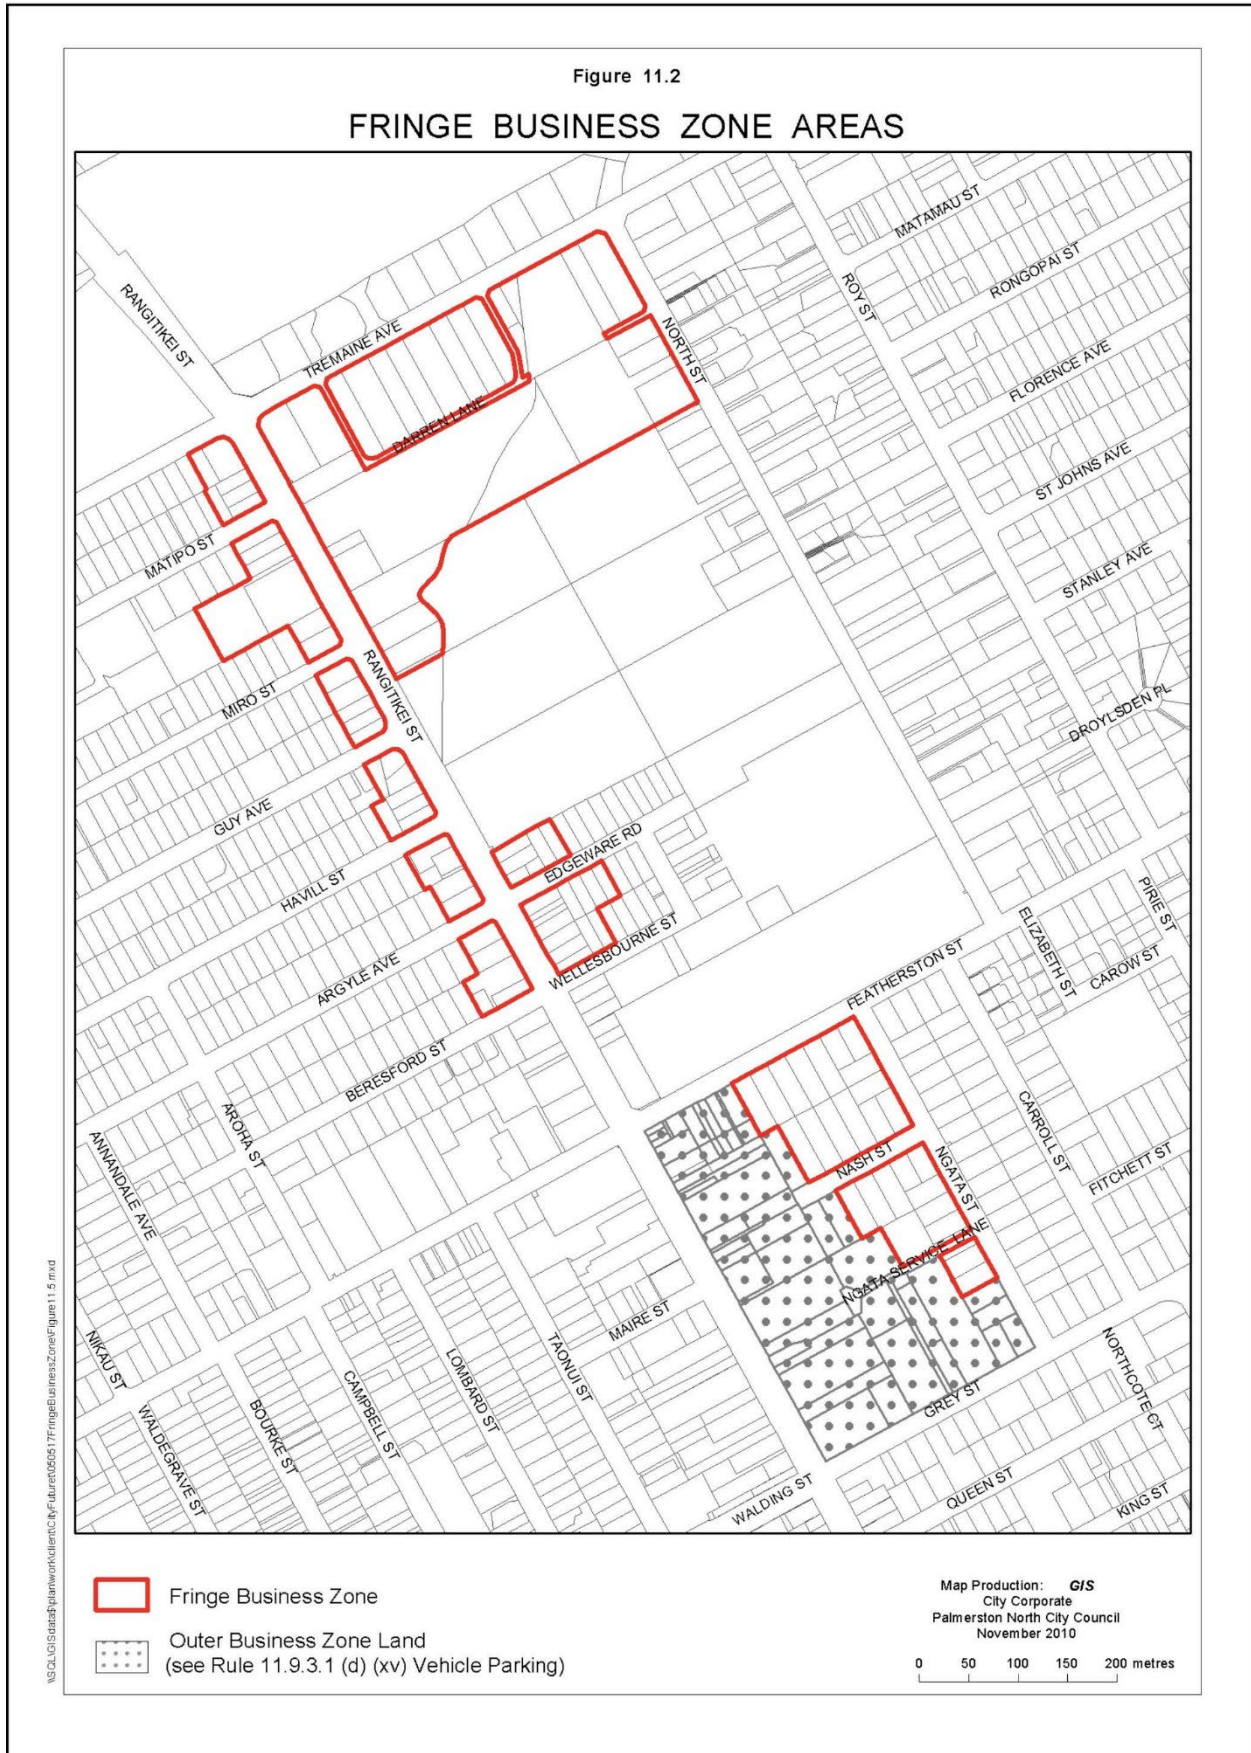 Figure 11.2
FRINGE BUSINESS ZONE AREAS
MATAMAU ST
RONGOPAI ST
RANGITIKEI ST
ROY ST
TREMAINE AVE
NORTH ST
FLORENCE AVE
DARREN LANE
ST JOHNS AVE
MATIPO ST
STANLEY AVE
RANGITIKEI ST
MIRO ST
DROYLSDEN PL
GUY AVE
EDGEWARE RD
HAVILL ST
PIRIE ST
ELIZABETH ST
WELLESBOURNE ST
FEATHERSTON ST
CAROW ST
ARGYLE AVE
BERESFORD ST
AROHA ST
CARROLL ST
ANNANDALE AVE
NASH ST
NGATA ST
FITCHETT ST
NGATA SERVICE LANE
MAIRE ST
NIKAU ST
TAONUI ST
LOMBARD ST
NORTHCOTE CT
CAMPBELL ST
GREY ST
BOURKE ST
WALDEGRAVE ST
QUEEN ST
WALDING ST
KING ST
Fringe Business Zone
Outer Business Zone Land
(see Rule 11.9.3.1 (d) (xv) Vehicle Parking)
Map Production: GIS
City Corporate
Palmerston North City Council
November 2010
0 50 100 150 200 metres